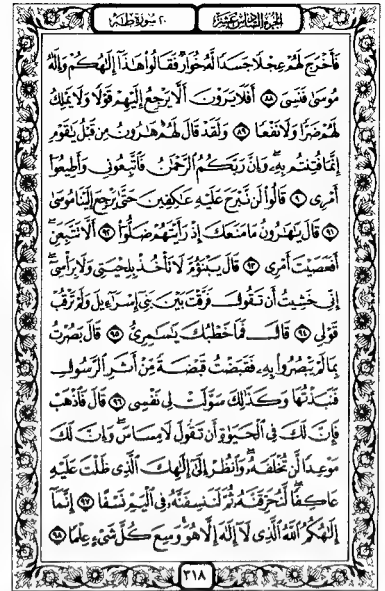 الجزء السادس عشر
٢٠ سورة طه
فَأَخْرَجَ لَهُمْ عِجْلًا جَسَدًا لَّهُۥ خُوَارٌ فَقَالُوا۟ هَـٰذَآ إِلَـٰهُكُمْ وَإِلَـٰهُ
مُوسَىٰ فَنَسِىَ ٨٨ أَفَلَا يَرَوْنَ أَلَّا يَرْجِعُ إِلَيْهِمْ قَوْلًا وَلَا يَمْلِكُ
لَهُمْ ضَرًّا وَلَا نَفْعًا ٨٩ وَلَقَدْ قَالَ لَهُمْ هَـٰرُونُ مِن قَبْلُ يَـٰقَوْمِ
إِنَّمَا فُتِنتُم بِهِۦ وَإِنَّ رَبَّكُمُ ٱلرَّحْمَـٰنُ فَٱتَّبِعُونِى وَأَطِيعُوٓا۟
أَمْرِى ٩٠ قَالُوا۟ لَن نَّبْرَحَ عَلَيْهِ عَـٰكِفِينَ حَتَّىٰ يَرْجِعَ إِلَيْنَا مُوسَىٰ
٩١ قَالَ يَـٰهَـٰرُونُ مَا مَنَعَكَ إِذْ رَأَيْتَهُمْ ضَلُّوٓا۟ ٩٢ أَلَّا تَتَّبِعَنِ
أَفَعَصَيْتَ أَمْرِى ٩٣ قَالَ يَبْنَؤُمَّ لَا تَأْخُذْ بِلِحْيَتِى وَلَا بِرَأْسِىٓ
إِنِّى خَشِيتُ أَن تَقُولَ فَرَّقْتَ بَيْنَ بَنِىٓ إِسْرَٰٓءِيلَ وَلَمْ تَرْقُبْ
قَوْلِى ٩٤ قَالَ فَمَا خَطْبُكَ يَـٰسَـٰمِرِىُّ ٩٥ قَالَ بَصُرْتُ
بِمَا لَمْ يَبْصُرُوا۟ بِهِۦ فَقَبَضْتُ قَبْضَةً مِّنْ أَثَرِ ٱلرَّسُولِ
فَنَبَذْتُهَا وَكَذَٰلِكَ سَوَّلَتْ لِى نَفْسِى ٩٦ قَالَ فَٱذْهَبْ
فَإِنَّ لَكَ فِى ٱلْحَيَوٰةِ أَن تَقُولَ لَا مِسَاسَ وَإِنَّ لَكَ
مَوْعِدًا لَّن تُخْلَفَهُۥ وَٱنظُرْ إِلَىٰٓ إِلَـٰهِكَ ٱلَّذِى ظَلْتَ عَلَيْهِ
عَاكِفًا لَّنُحَرِّقَنَّهُۥ ثُمَّ لَنَنسِفَنَّهُۥ فِى ٱلْيَمِّ نَسْفًا ٩٧ إِنَّمَآ
إِلَـٰهُكُمُ ٱللَّهُ ٱلَّذِى لَآ إِلَـٰهَ إِلَّا هُوَ وَسِعَ كُلَّ شَىْءٍ عِلْمًا ٩٨
٣١٨